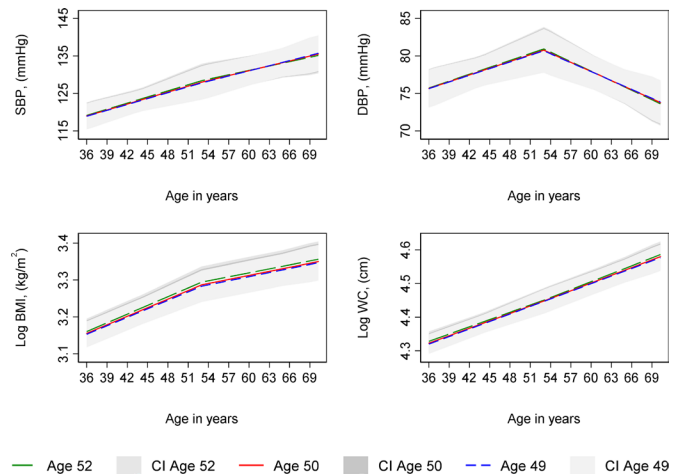 SBP, (mmHg)
115 125 135 145
36 39 42 45 48 51 54 57 60 63 66 69
Age in years
DBP, (mmHg)
70 75 80 85
36 39 42 45 48 51 54 57 60 63 66 69
Age in years
Log BMI, (kg/m²)
3.1 3.2 3.3 3.4
36 39 42 45 48 51 54 57 60 63 66 69
Age in years
Log WC, (cm)
4.3 4.4 4.5 4.6
36 39 42 45 48 51 54 57 60 63 66 69
Age in years
Age 52 CI Age 52 Age 50 CI Age 50 Age 49 CI Age 49